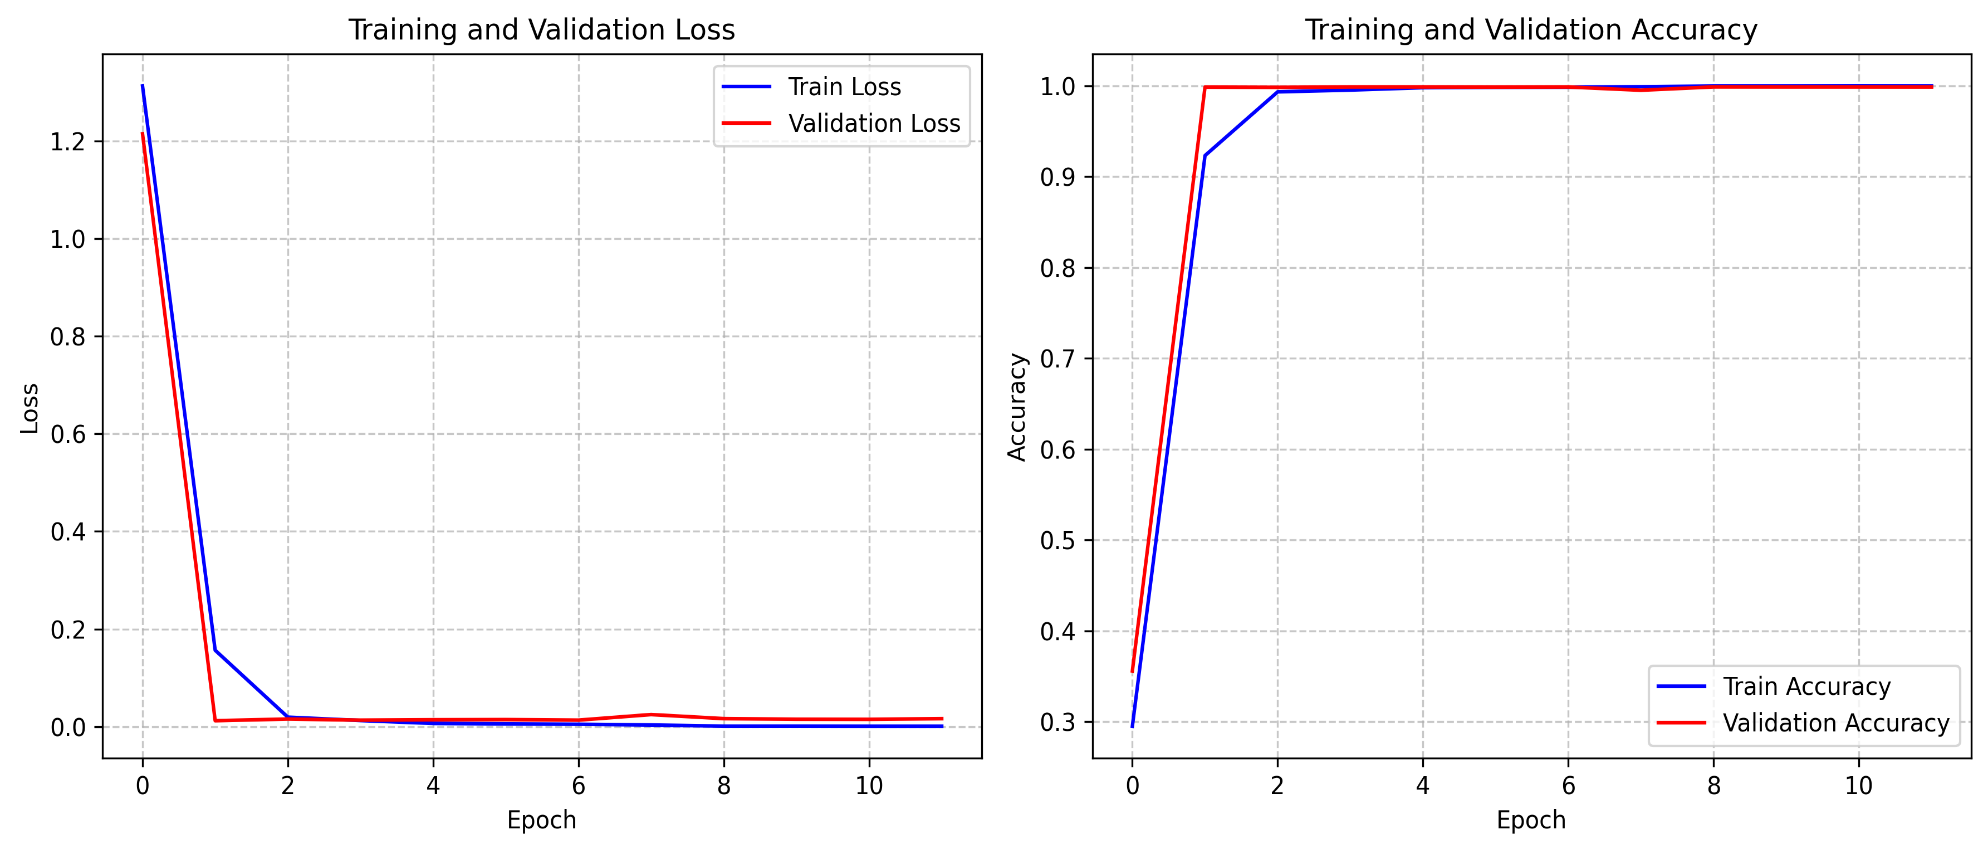 Training and Validation Loss
Train Loss
Validation Loss
1.2
1.0
0.8
0.6
0.4
0.2
0.0
Loss
0 2 4 6 8 10
Epoch
Training and Validation Accuracy
1.0
0.9
0.8
0.7
0.6
0.5
0.4
0.3
Accuracy
Train Accuracy
Validation Accuracy
0 2 4 6 8 10
Epoch